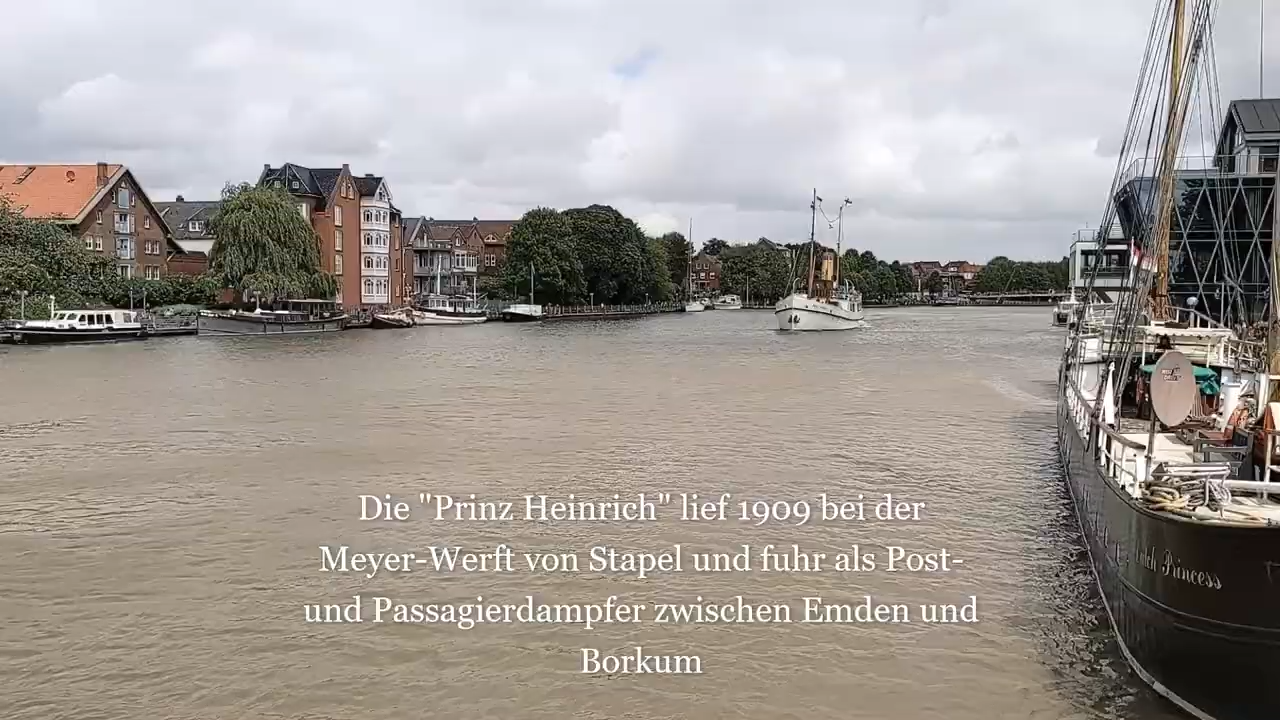 Die "Prinz Heinrich" lief 1909 bei der
Meyer-Werft von Stapel und fuhr als Post-
und Passagierdampfer zwischen Emden und
Borkum
Princess